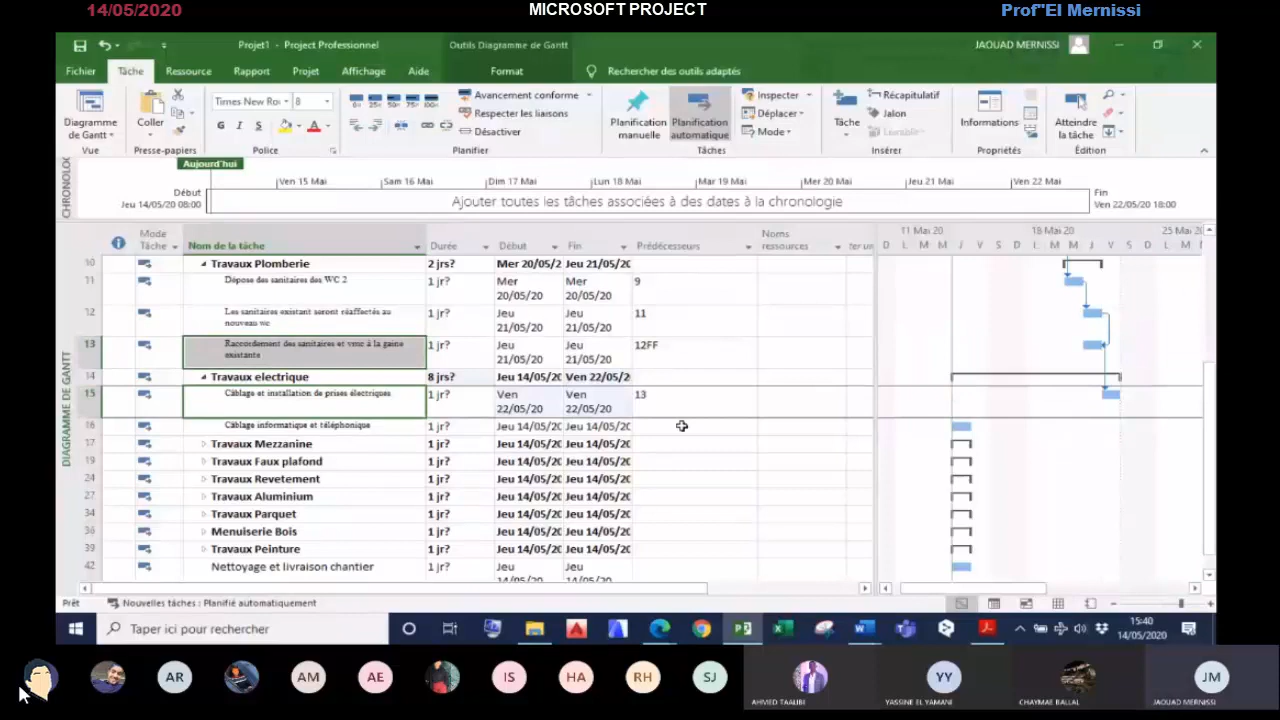 14/05/2020
MICROSOFT PROJECT
Prof"El Mernissi
Projet1 - Project Professionnel
Outils Diagramme de Gantt
JAOUAD MERNISSI
Fichier
Tâche
Ressource
Rapport
Projet
Affichage
Aide
Format
Rechercher des outils adaptés
Diagramme
de Gantt
Vue
Coller
Presse-papiers
Times New Ro
8
G I S
Police
Avancement conforme
Respecter les liaisons
Désactiver
Planifier
Planification
manuelle
Planification
automatique
Inspecter
Déplacer
Mode
Tâches
Tâche
Récapitulatif
Jalon
Livrable
Insérer
Informations
Propriétés
Atteindre
la tâche
Édition
Aujourd'hui
Ven 15 Mai
Sam 16 Mai
Dim 17 Mai
Lun 18 Mai
Mar 19 Mai
Mer 20 Mai
Jeu 21 Mai
Ven 22 Mai
Début
Jeu 14/05/20 08:00
Ajouter toutes les tâches associées à des dates à la chronologie
Fin
Ven 22/05/20 18:00
DIAGRAMME DE GANTT
Mode
Tâche
Nom de la tâche
Durée
Début
Fin
Prédécesseurs
Noms
ressources
11 Mai 20
18 Mai 20
25 Mai
D L M M J V S D L M M J V S D L M
10 Travaux Plomberie 2 jrs? Mer 20/05/2 Jeu 21/05/20
11 Dépose des sanitaires des WC 2 1 jr? Mer 20/05/20 Mer 20/05/20 9
12 Les sanitaires existant seront réaffectés au nouveau wc 1 jr? Jeu 21/05/20 Jeu 21/05/20 11
13 Raccordement des sanitaires et vmc à la gaine existante 1 jr? Jeu 21/05/20 Jeu 21/05/20 12FF
14 Travaux electrique 8 jrs? Jeu 14/05/2 Ven 22/05/2
15 Câblage et installation de prises électriques 1 jr? Ven 22/05/20 Ven 22/05/20 13
16 Câblage informatique et téléphonique 1 jr? Jeu 14/05/20 Jeu 14/05/20
17 Travaux Mezzanine 1 jr? Jeu 14/05/20 Jeu 14/05/20
19 Travaux Faux plafond 1 jr? Jeu 14/05/20 Jeu 14/05/20
24 Travaux Revetement 1 jr? Jeu 14/05/20 Jeu 14/05/20
27 Travaux Aluminium 1 jr? Jeu 14/05/20 Jeu 14/05/20
34 Travaux Parquet 1 jr? Jeu 14/05/20 Jeu 14/05/20
36 Menuiserie Bois 1 jr? Jeu 14/05/20 Jeu 14/05/20
39 Travaux Peinture 1 jr? Jeu 14/05/20 Jeu 14/05/20
42 Nettoyage et livraison chantier 1 jr? Jeu Jeu
Prêt
Nouvelles tâches : Planifié automatiquement
Taper ici pour rechercher
15:40
14/05/2020
AR
AM
AE
IS
HA
RH
SJ
YY
JM
AHMED TAALIBI
YASSINE EL YAMANI
CHAYMAE BALLAL
JAOUAD MERNISSI